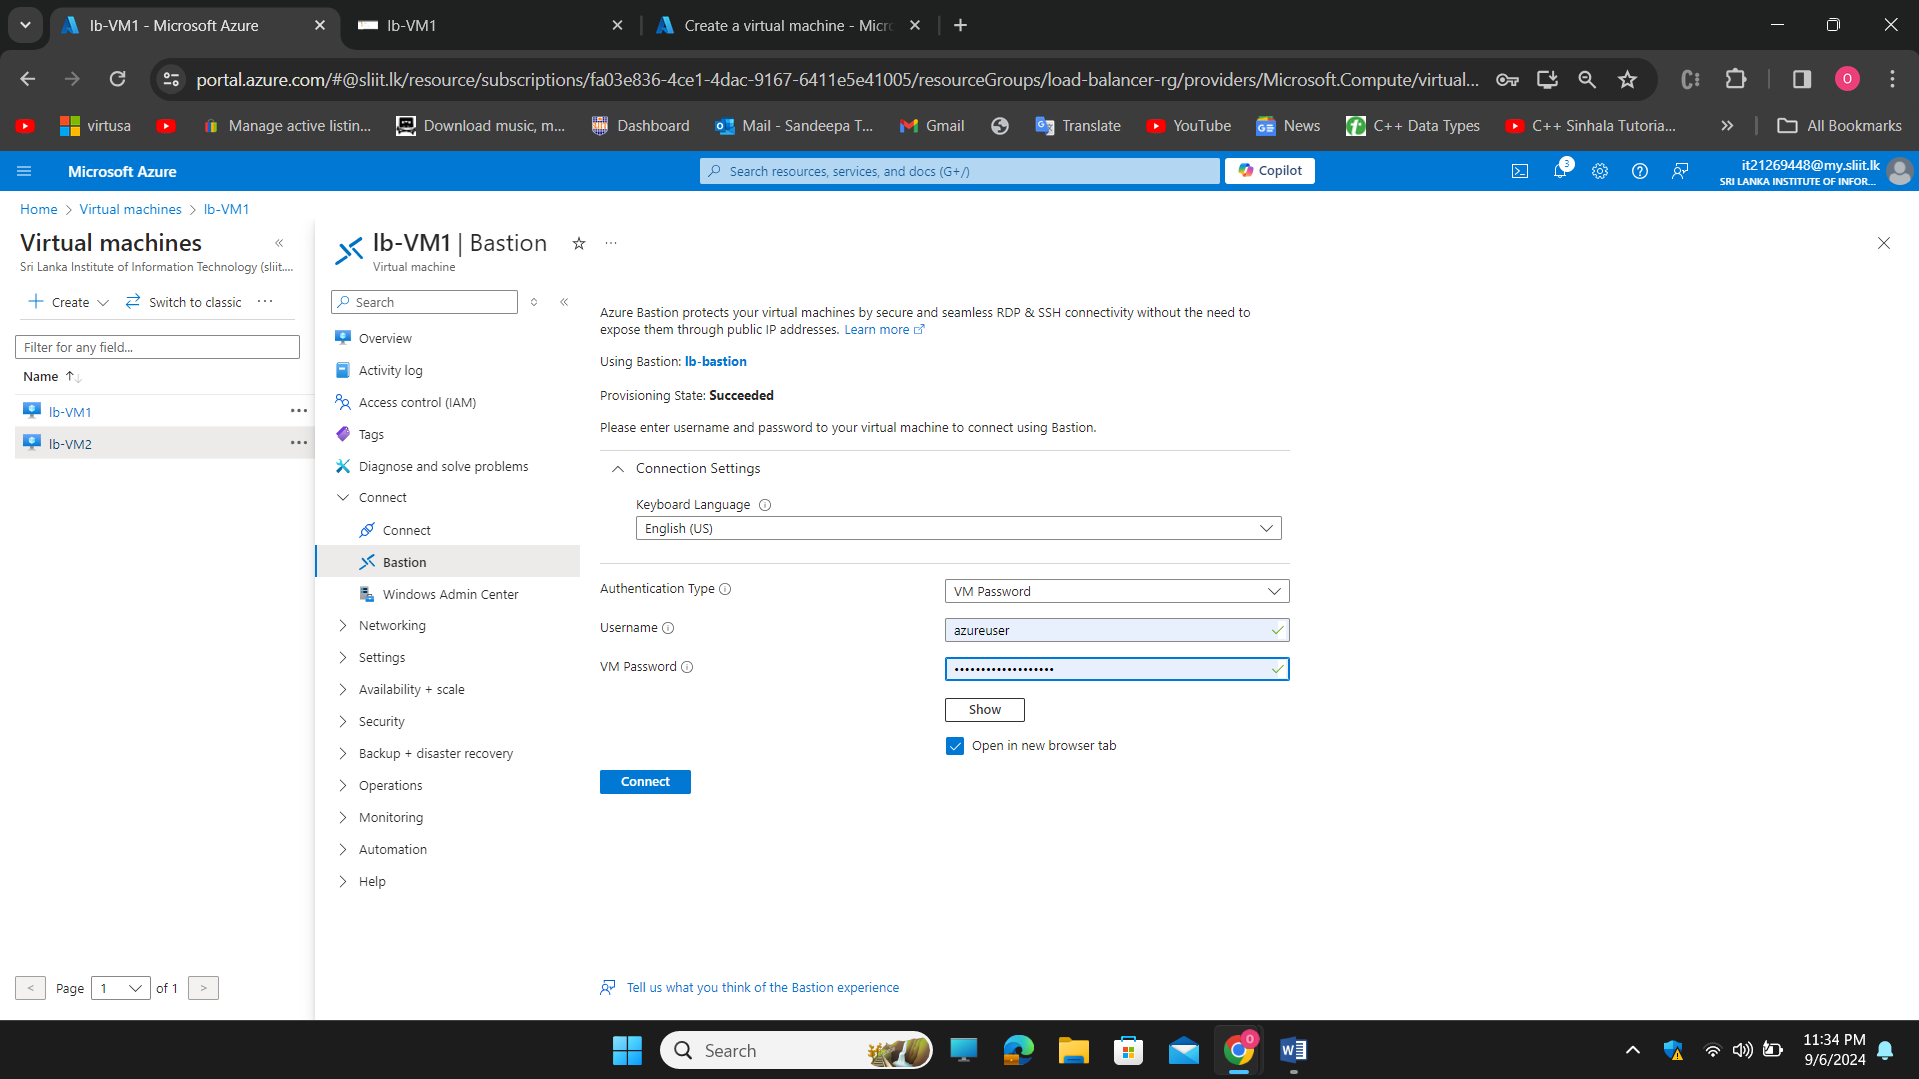 lb-VM1 - Microsoft Azure
lb-VM1
Create a virtual machine - Micr
portal.azure.com/#@sliit.lk/resource/subscriptions/fa03e836-4ce1-4dac-9167-6411e5e41005/resourceGroups/load-balancer-rg/providers/Microsoft.Compute/virtual...
O
virtusa
Manage active listin...
Download music, m...
Dashboard
Mail - Sandeepa T...
Gmail
Translate
YouTube
News
C++ Data Types
C++ Sinhala Tutoria...
All Bookmarks
Microsoft Azure
Search resources, services, and docs (G+/)
Copilot
3
it21269448@my.sliit.lk
SRI LANKA INSTITUTE OF INFOR...
Home > Virtual machines > lb-VM1
Virtual machines
Sri Lanka Institute of Information Technology (sliit....
Create
Switch to classic
Filter for any field...
Name
lb-VM1
lb-VM2
Page 1 of 1
lb-VM1 | Bastion
Virtual machine
Search
Overview
Activity log
Access control (IAM)
Tags
Diagnose and solve problems
Connect
Connect
Bastion
Windows Admin Center
Networking
Settings
Availability + scale
Security
Backup + disaster recovery
Operations
Monitoring
Automation
Help
Azure Bastion protects your virtual machines by secure and seamless RDP & SSH connectivity without the need to
expose them through public IP addresses. Learn more
Using Bastion: lb-bastion
Provisioning State: Succeeded
Please enter username and password to your virtual machine to connect using Bastion.
Connection Settings
Keyboard Language
English (US)
Authentication Type
VM Password
Username
azureuser
VM Password
Show
Open in new browser tab
Connect
Tell us what you think of the Bastion experience
Search
O
11:34 PM
9/6/2024